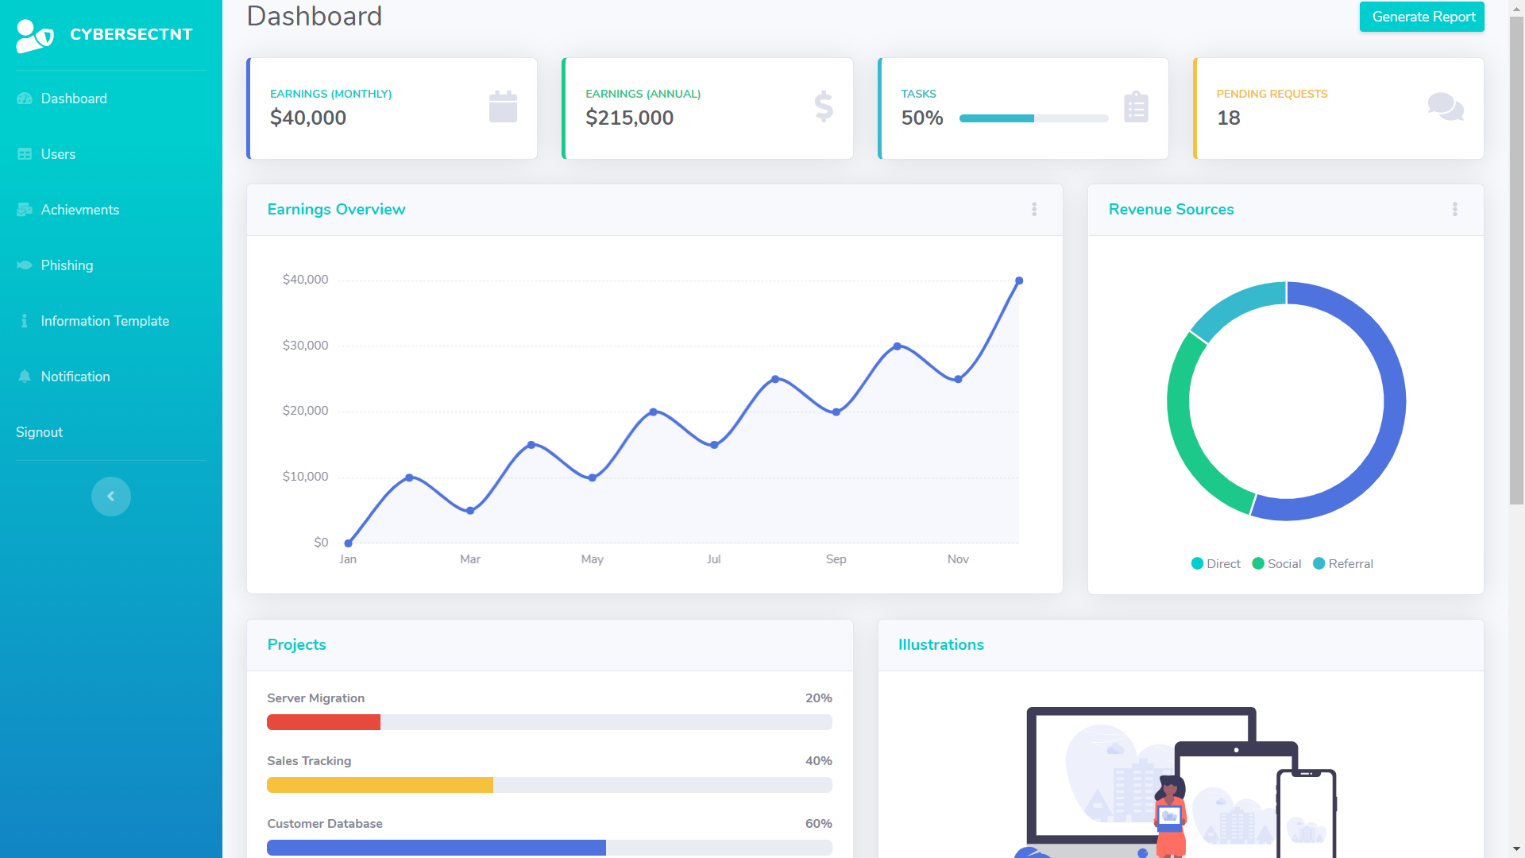 CYBERSECTNT
Dashboard
Users
Achievments
Phishing
Information Template
Notification
Signout
Dashboard
Generate Report
EARNINGS (MONTHLY)
$40,000
EARNINGS (ANNUAL)
$215,000
TASKS
50%
PENDING REQUESTS
18
Earnings Overview
$40,000
$30,000
$20,000
$10,000
$0
Jan Mar May Jul Sep Nov
Revenue Sources
Direct Social Referral
Projects
Server Migration 20%
Sales Tracking 40%
Customer Database 60%
Illustrations